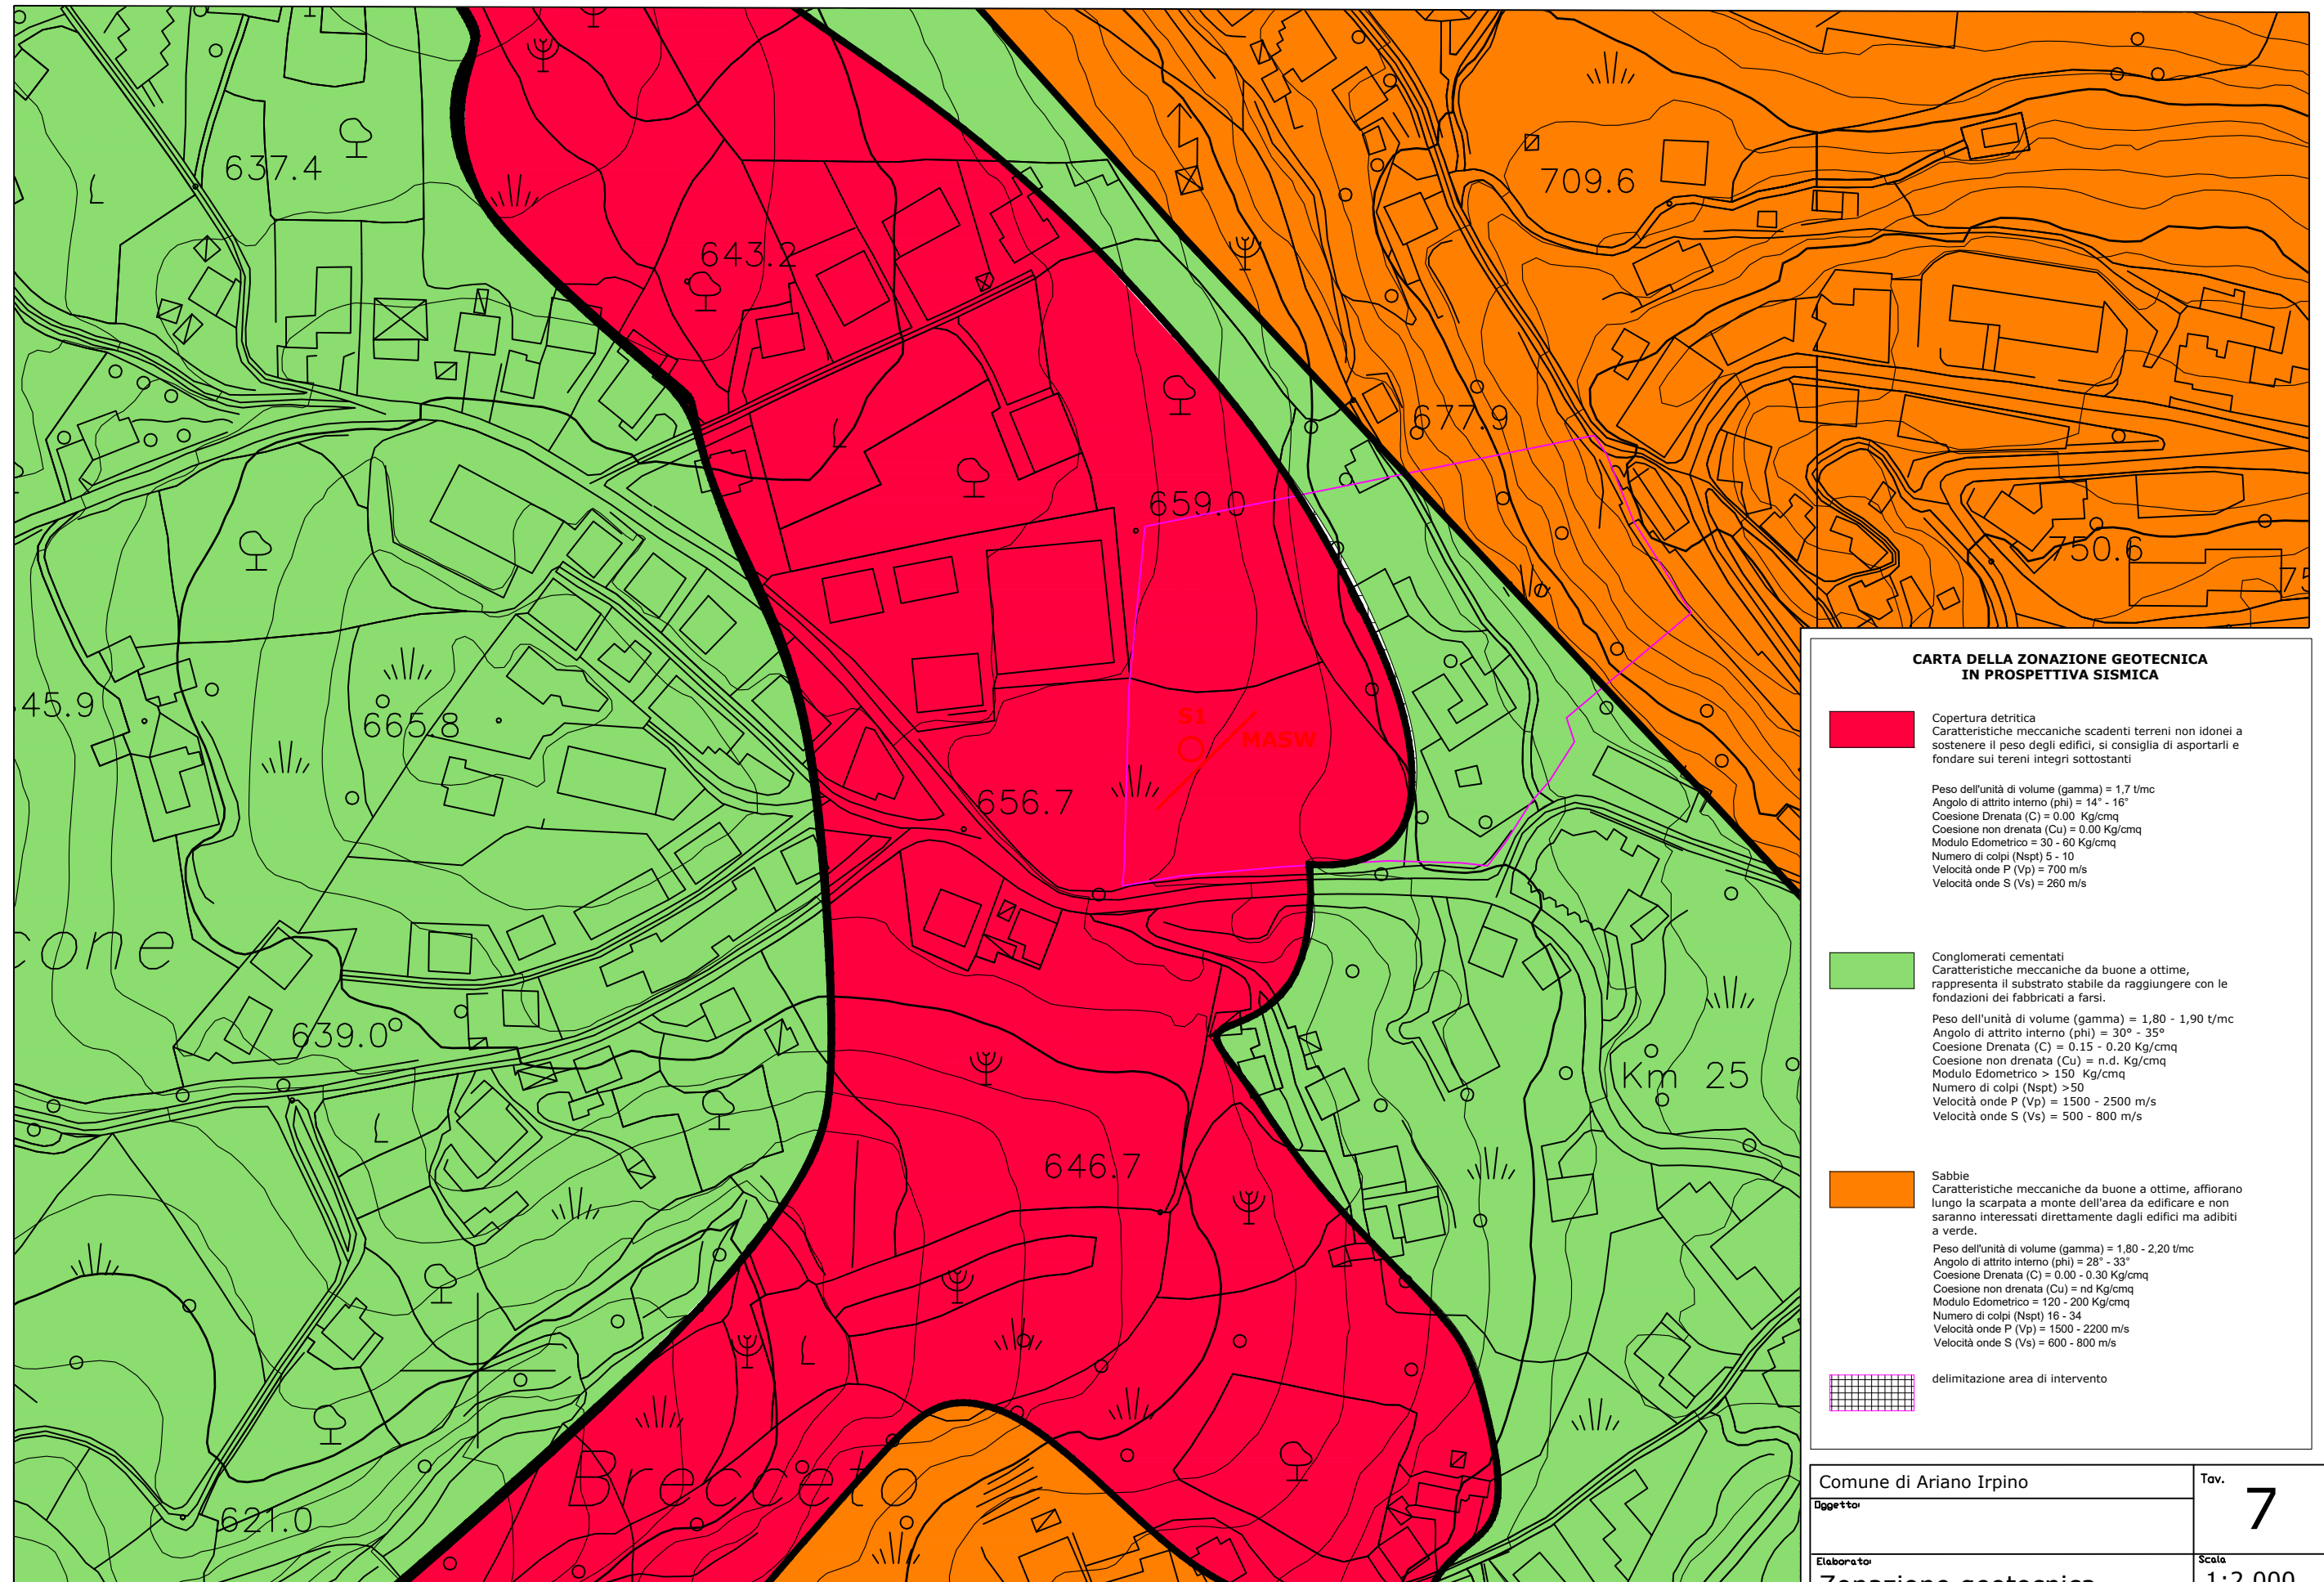 637.4
643.2
709.6
677.9
659.0
750.6
75
45.9
665.8
S1
MASW
656.7
cone
639.0
Km 25
646.7
Brecceto
621.0
CARTA DELLA ZONAZIONE GEOTECNICA
IN PROSPETTIVA SISMICA
Copertura detritica
Caratteristiche meccaniche scadenti terreni non idonei a
sostenere il peso degli edifici, si consiglia di asportarli e
fondare sui tereni integri sottostanti
Peso dell'unità di volume (gamma) = 1,7 t/mc
Angolo di attrito interno (phi) = 14° - 16°
Coesione Drenata (C) = 0.00 Kg/cmq
Coesione non drenata (Cu) = 0.00 Kg/cmq
Modulo Edometrico = 30 - 60 Kg/cmq
Numero di colpi (Nspt) 5 - 10
Velocità onde P (Vp) = 700 m/s
Velocità onde S (Vs) = 260 m/s
Conglomerati cementati
Caratteristiche meccaniche da buone a ottime,
rappresenta il substrato stabile da raggiungere con le
fondazioni dei fabbricati a farsi.
Peso dell'unità di volume (gamma) = 1,80 - 1,90 t/mc
Angolo di attrito interno (phi) = 30° - 35°
Coesione Drenata (C) = 0.15 - 0.20 Kg/cmq
Coesione non drenata (Cu) = n.d. Kg/cmq
Modulo Edometrico > 150 Kg/cmq
Numero di colpi (Nspt) >50
Velocità onde P (Vp) = 1500 - 2500 m/s
Velocità onde S (Vs) = 500 - 800 m/s
Sabbie
Caratteristiche meccaniche da buone a ottime, affiorano
lungo la scarpata a monte dell'area da edificare e non
saranno interessati direttamente dagli edifici ma adibiti
a verde.
Peso dell'unità di volume (gamma) = 1,80 - 2,20 t/mc
Angolo di attrito interno (phi) = 28° - 33°
Coesione Drenata (C) = 0.00 - 0.30 Kg/cmq
Coesione non drenata (Cu) = nd Kg/cmq
Modulo Edometrico = 120 - 200 Kg/cmq
Numero di colpi (Nspt) 16 - 34
Velocità onde P (Vp) = 1500 - 2200 m/s
Velocità onde S (Vs) = 600 - 800 m/s
delimitazione area di intervento
Comune di Ariano Irpino
Tav.
7
Oggetto:
Elaborato:
Zonazione geotecnica
Scala
1:2.000